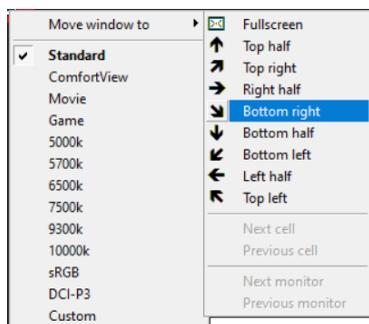 Move window to
Standard
ComfortView
Movie
Game
5000k
5700k
6500k
7500k
9300k
10000k
sRGB
DCI-P3
Custom
Fullscreen
Top half
Top right
Right half
Bottom right
Bottom half
Bottom left
Left half
Top left
Next cell
Previous cell
Next monitor
Previous monitor